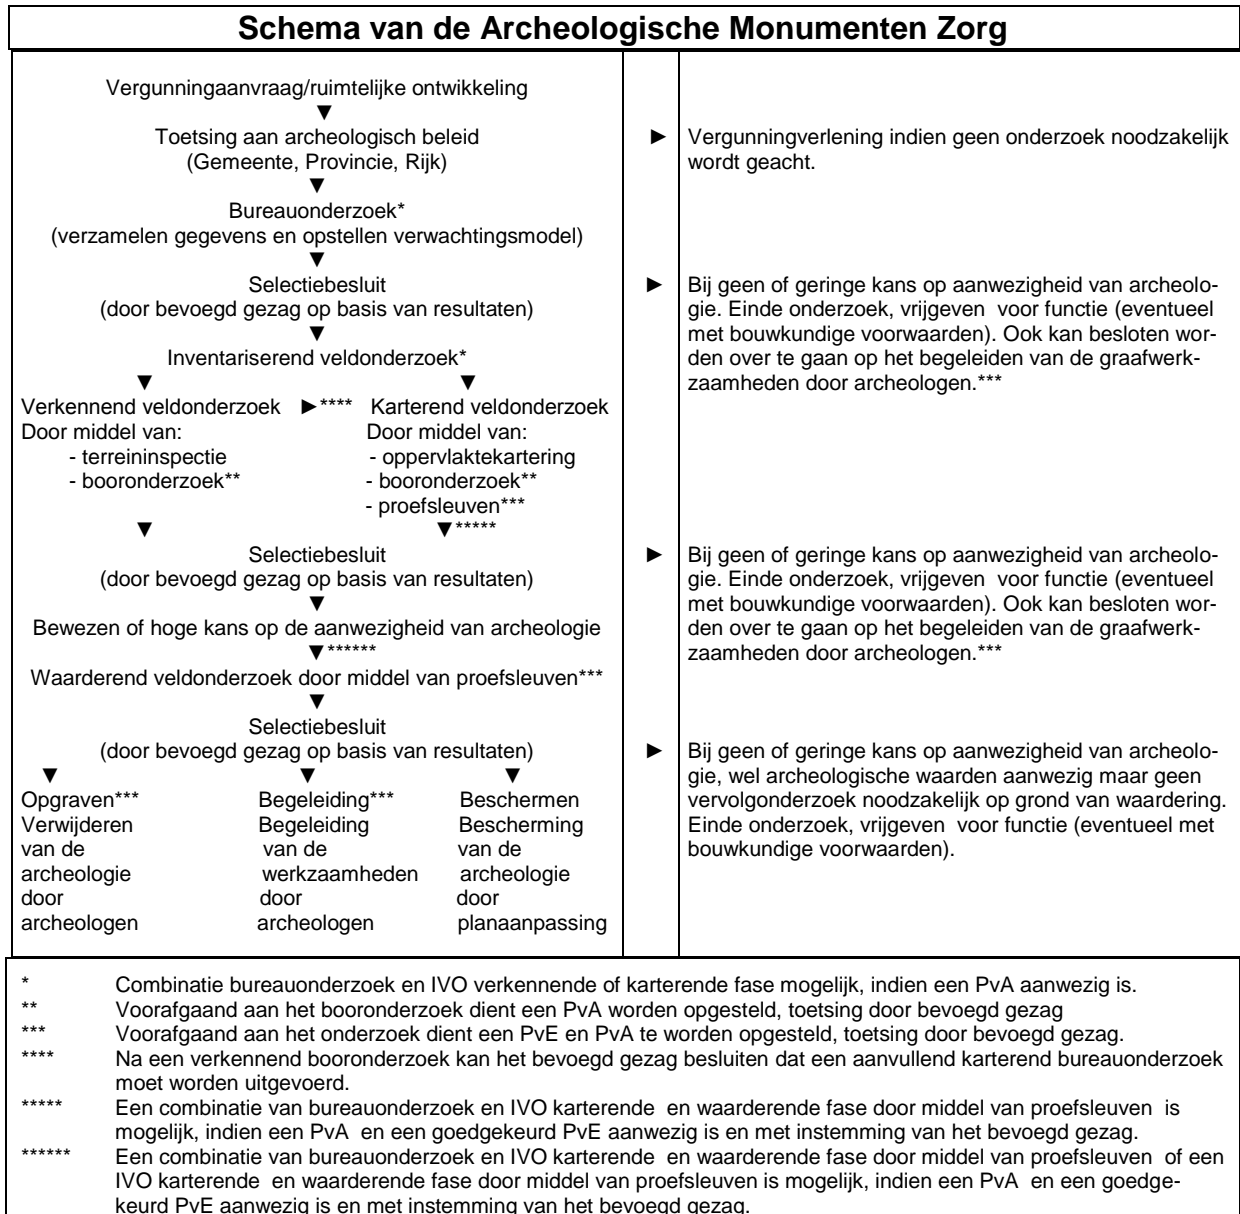 Schema van de Archeologische Monumenten Zorg
Vergunningaanvraag/ruimtelijke ontwikkeling
▼
Toetsing aan archeologisch beleid
(Gemeente, Provincie, Rijk)
▼
► Vergunningverlening indien geen onderzoek noodzakelijk
wordt geacht.
Bureauonderzoek*
(verzamelen gegevens en opstellen verwachtingsmodel)
▼
Selectiebesluit
(door bevoegd gezag op basis van resultaten)
▼
► Bij geen of geringe kans op aanwezigheid van archeolo-
gie. Einde onderzoek, vrijgeven voor functie (eventueel
met bouwkundige voorwaarden). Ook kan besloten wor-
den over te gaan op het begeleiden van de graafwerk-
zaamheden door archeologen.***
Inventariserend veldonderzoek*
▼ ▼
Verkennend veldonderzoek ►**** Karterend veldonderzoek
Door middel van: Door middel van:
- terreininspectie - oppervlaktekartering
- booronderzoek** - booronderzoek**
- proefsleuven***
▼ ▼*****
Selectiebesluit
(door bevoegd gezag op basis van resultaten)
▼
► Bij geen of geringe kans op aanwezigheid van archeolo-
gie. Einde onderzoek, vrijgeven voor functie (eventueel
met bouwkundige voorwaarden). Ook kan besloten wor-
den over te gaan op het begeleiden van de graafwerk-
zaamheden door archeologen.***
Bewezen of hoge kans op de aanwezigheid van archeologie
▼******
Waarderend veldonderzoek door middel van proefsleuven***
▼
Selectiebesluit
(door bevoegd gezag op basis van resultaten)
▼ ▼ ▼
► Bij geen of geringe kans op aanwezigheid van archeolo-
gie, wel archeologische waarden aanwezig maar geen
vervolgonderzoek noodzakelijk op grond van waardering.
Einde onderzoek, vrijgeven voor functie (eventueel met
bouwkundige voorwaarden).
Opgraven*** Begeleiding*** Beschermen
Verwijderen Begeleiding Bescherming
van de van de van de
archeologie werkzaamheden archeologie
door door door
archeologen archeologen planaanpassing
* Combinatie bureauonderzoek en IVO verkennende of karterende fase mogelijk, indien een PvA aanwezig is.
** Voorafgaand aan het booronderzoek dient een PvA worden opgesteld, toetsing door bevoegd gezag
*** Voorafgaand aan het onderzoek dient een PvE en PvA te worden opgesteld, toetsing door bevoegd gezag.
**** Na een verkennend booronderzoek kan het bevoegd gezag besluiten dat een aanvullend karterend bureauonderzoek
moet worden uitgevoerd.
***** Een combinatie van bureauonderzoek en IVO karterende en waarderende fase door middel van proefsleuven is
mogelijk, indien een PvA en een goedgekeurd PvE aanwezig is en met instemming van het bevoegd gezag.
****** Een combinatie van bureauonderzoek en IVO karterende en waarderende fase door middel van proefsleuven of een
IVO karterende en waarderende fase door middel van proefsleuven is mogelijk, indien een PvA en een goedge-
keurd PvE aanwezig is en met instemming van het bevoegd gezag.